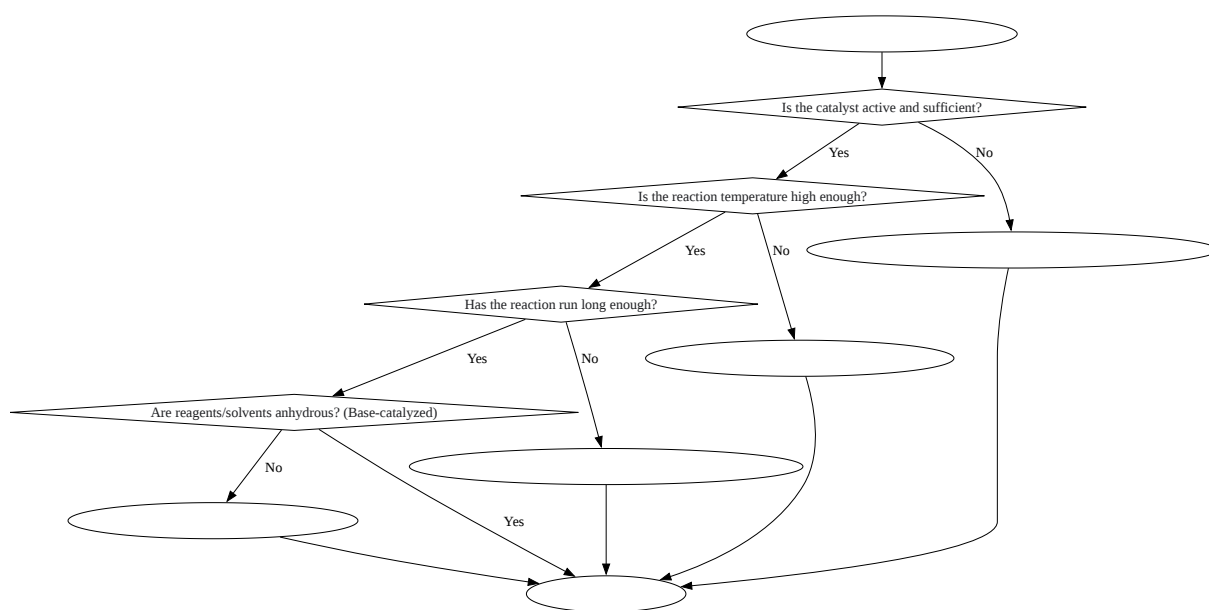 Is the catalyst active and sufficient?
Yes
No
Is the reaction temperature high enough?
Yes
No
Has the reaction run long enough?
Yes
No
Are reagents/solvents anhydrous? (Base-catalyzed)
No
Yes